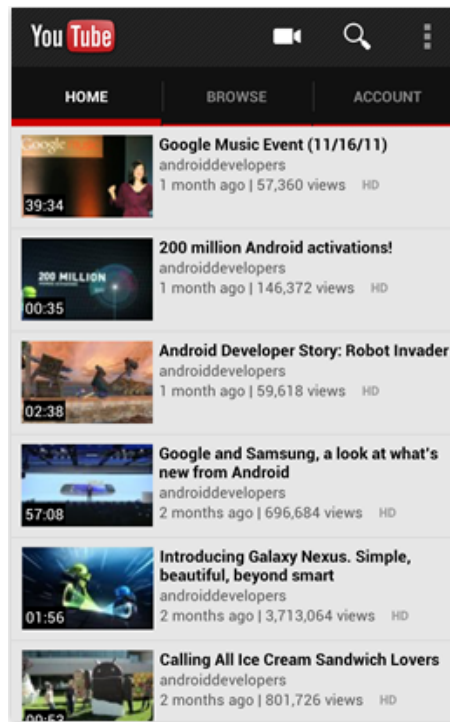 You Tube
HOME BROWSE ACCOUNT
Google
39:34
Google Music Event (11/16/11)
androiddevelopers
1 month ago | 57,360 views HD
200 MILLION
00:35
200 million Android activations!
androiddevelopers
1 month ago | 146,372 views HD
02:38
Android Developer Story: Robot Invader
androiddevelopers
1 month ago | 59,618 views HD
57:08
Google and Samsung, a look at what's
new from Android
androiddevelopers
2 months ago | 696,684 views HD
01:56
Introducing Galaxy Nexus. Simple,
beautiful, beyond smart
androiddevelopers
2 months ago | 3,713,064 views HD
00:53
Calling All Ice Cream Sandwich Lovers
androiddevelopers
2 months ago | 801,726 views HD